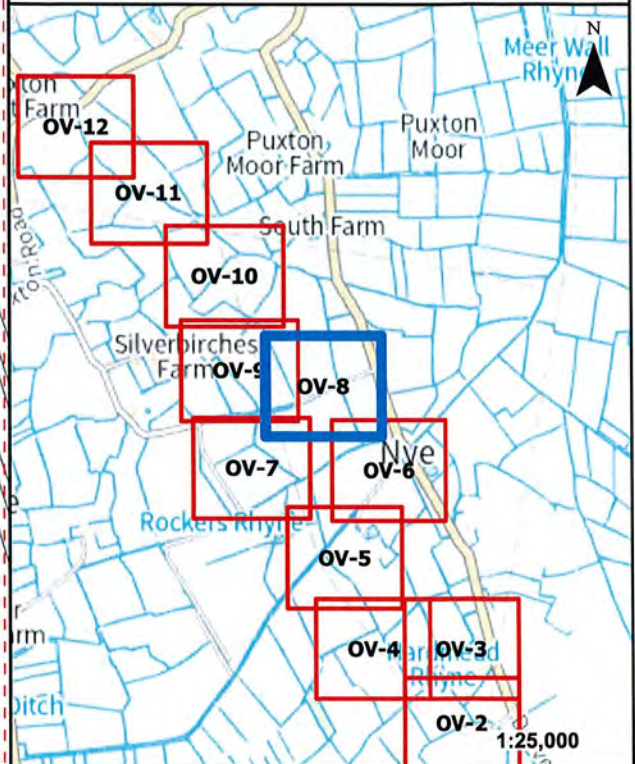 N
Meer Wall
Rhyne
Farm
OV-12
Puxton
Moor
Puxton
Moor Farm
OV-11
South Farm
OV-10
Silverbirches
Farm
OV-9
OV-8
Nye
OV-7
OV-6
Rockers Rhyne
OV-5
OV-4
OV-3
Rhyne
OV-2
1:25,000